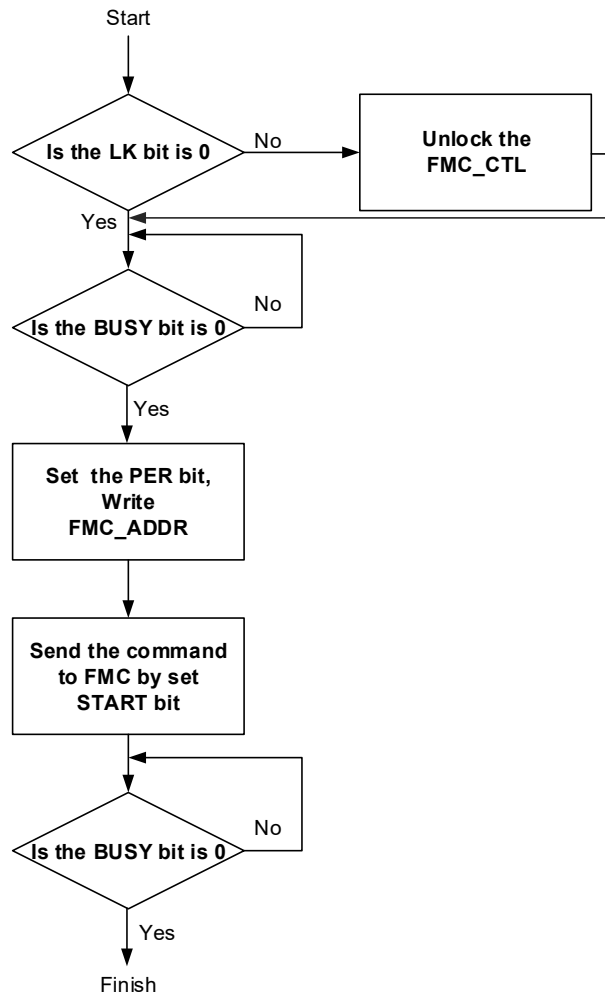 Start
Is the LK bit is 0
No
Unlock the
FMC_CTL
Yes
No
Is the BUSY bit is 0
Yes
Set the PER bit,
Write
FMC_ADDR
Send the command
to FMC by set
START bit
No
Is the BUSY bit is 0
Yes
Finish